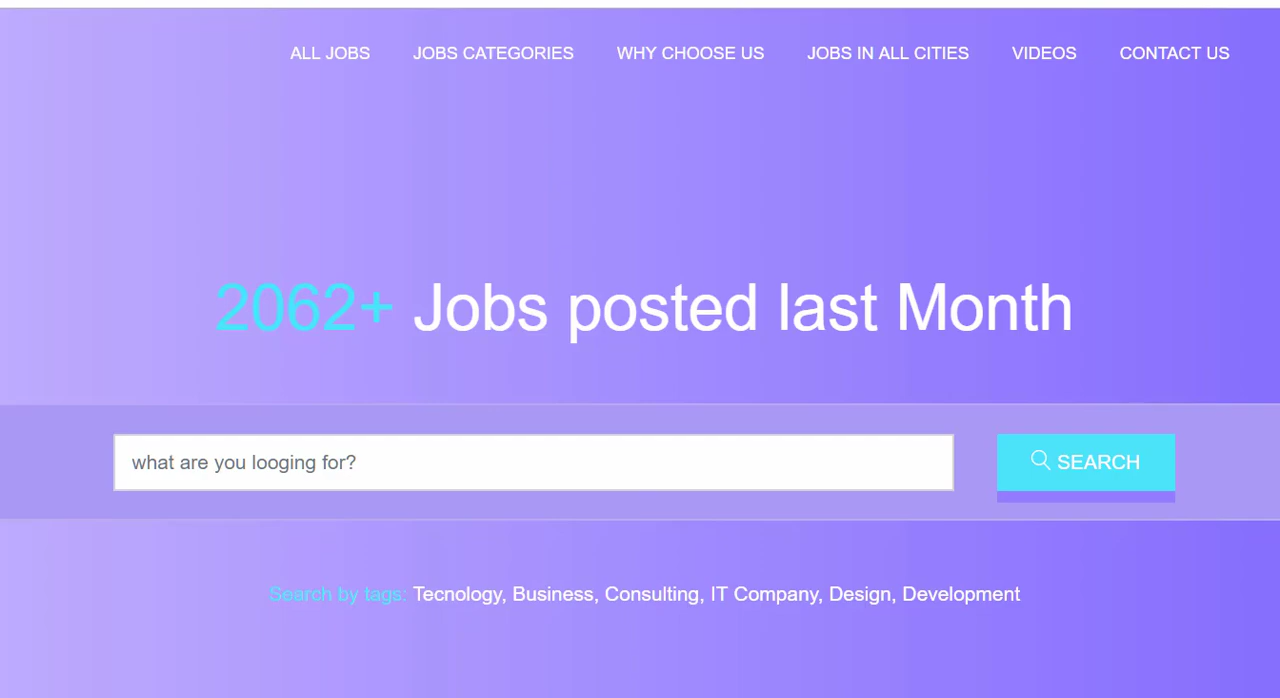 ALL JOBS JOBS CATEGORIES WHY CHOOSE US JOBS IN ALL CITIES VIDEOS CONTACT US
2062+ Jobs posted last Month
what are you looging for?
SEARCH
Search by tags: Tecnology, Business, Consulting, IT Company, Design, Development